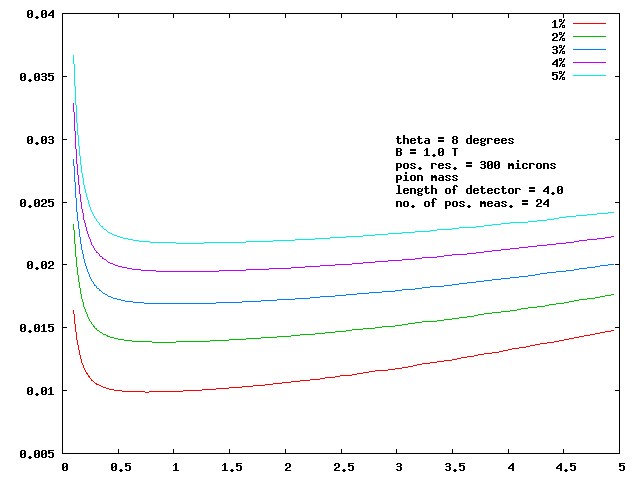 0.04
0.035
0.03
0.025
0.02
0.015
0.01
0.005
0 0.5 1 1.5 2 2.5 3 3.5 4 4.5 5
1%
2%
3%
4%
5%
theta = 8 degrees
B = 1.0 T
pos. res. = 300 microns
pion mass
length of detector = 4.0
no. of pos. meas. = 24